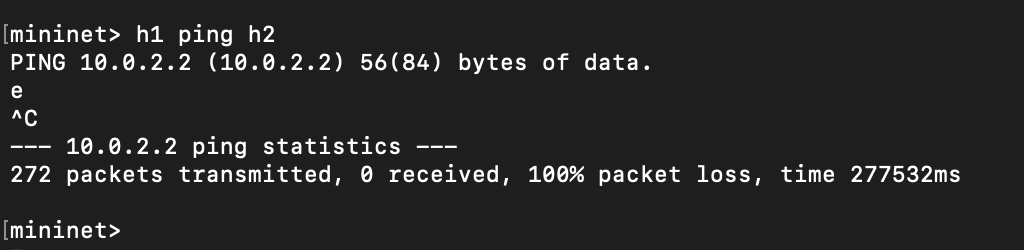 [mininet> h1 ping h2
PING 10.0.2.2 (10.0.2.2) 56(84) bytes of data.
e
^C
--- 10.0.2.2 ping statistics ---
272 packets transmitted, 0 received, 100% packet loss, time 277532ms
[mininet>